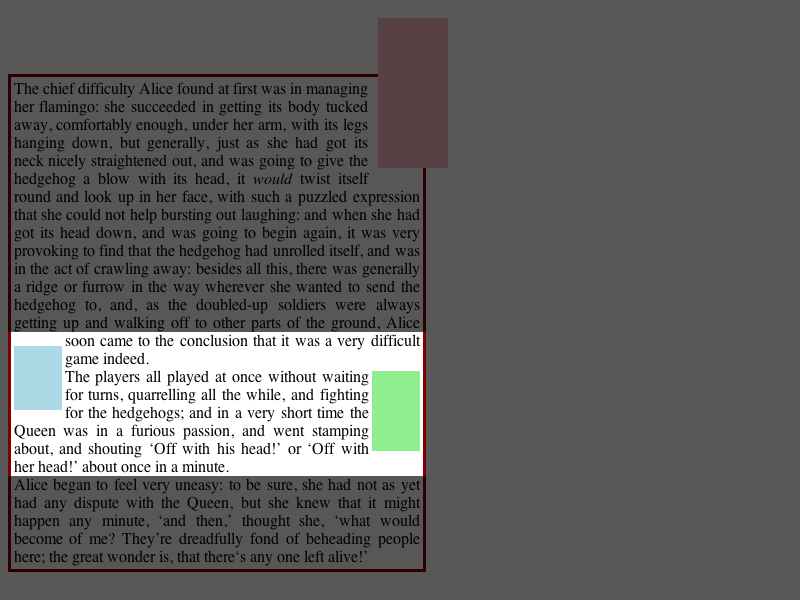 The chief difficulty Alice found at first was in managing
her flamingo: she succeeded in getting its body tucked
away, comfortably enough, under her arm, with its legs
hanging down, but generally, just as she had got its
neck nicely straightened out, and was going to give the
hedgehog a blow with its head, it would twist itself
round and look up in her face, with such a puzzled expression
that she could not help bursting out laughing: and when she had
got its head down, and was going to begin again, it was very
provoking to find that the hedgehog had unrolled itself, and was
in the act of crawling away: besides all this, there was generally
a ridge or furrow in the way wherever she wanted to send the
hedgehog to, and, as the doubled-up soldiers were always
getting up and walking off to other parts of the ground, Alice
soon came to the conclusion that it was a very difficult
game indeed.
The players all played at once without waiting
for turns, quarrelling all the while, and fighting
for the hedgehogs; and in a very short time the
Queen was in a furious passion, and went stamping
about, and shouting ‘Off with his head!’ or ‘Off with
her head!’ about once in a minute.
Alice began to feel very uneasy: to be sure, she had not as yet
had any dispute with the Queen, but she knew that it might
happen any minute, ‘and then,’ thought she, ‘what would
become of me? They’re dreadfully fond of beheading people
here; the great wonder is, that there‘s any one left alive!’